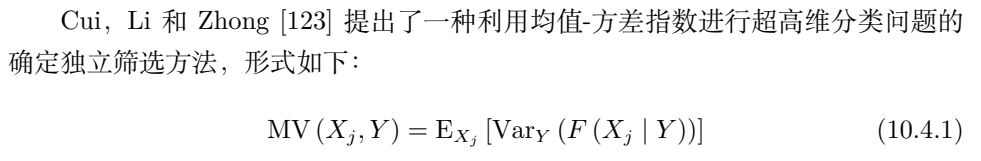 Cui, Li 和 Zhong [123] 提出了一种利用均值-方差指数进行超高维分类问题的
确定独立筛选方法，形式如下：
MV (X_j, Y) = E_{X_j} [Var_Y (F (X_j | Y))] (10.4.1)